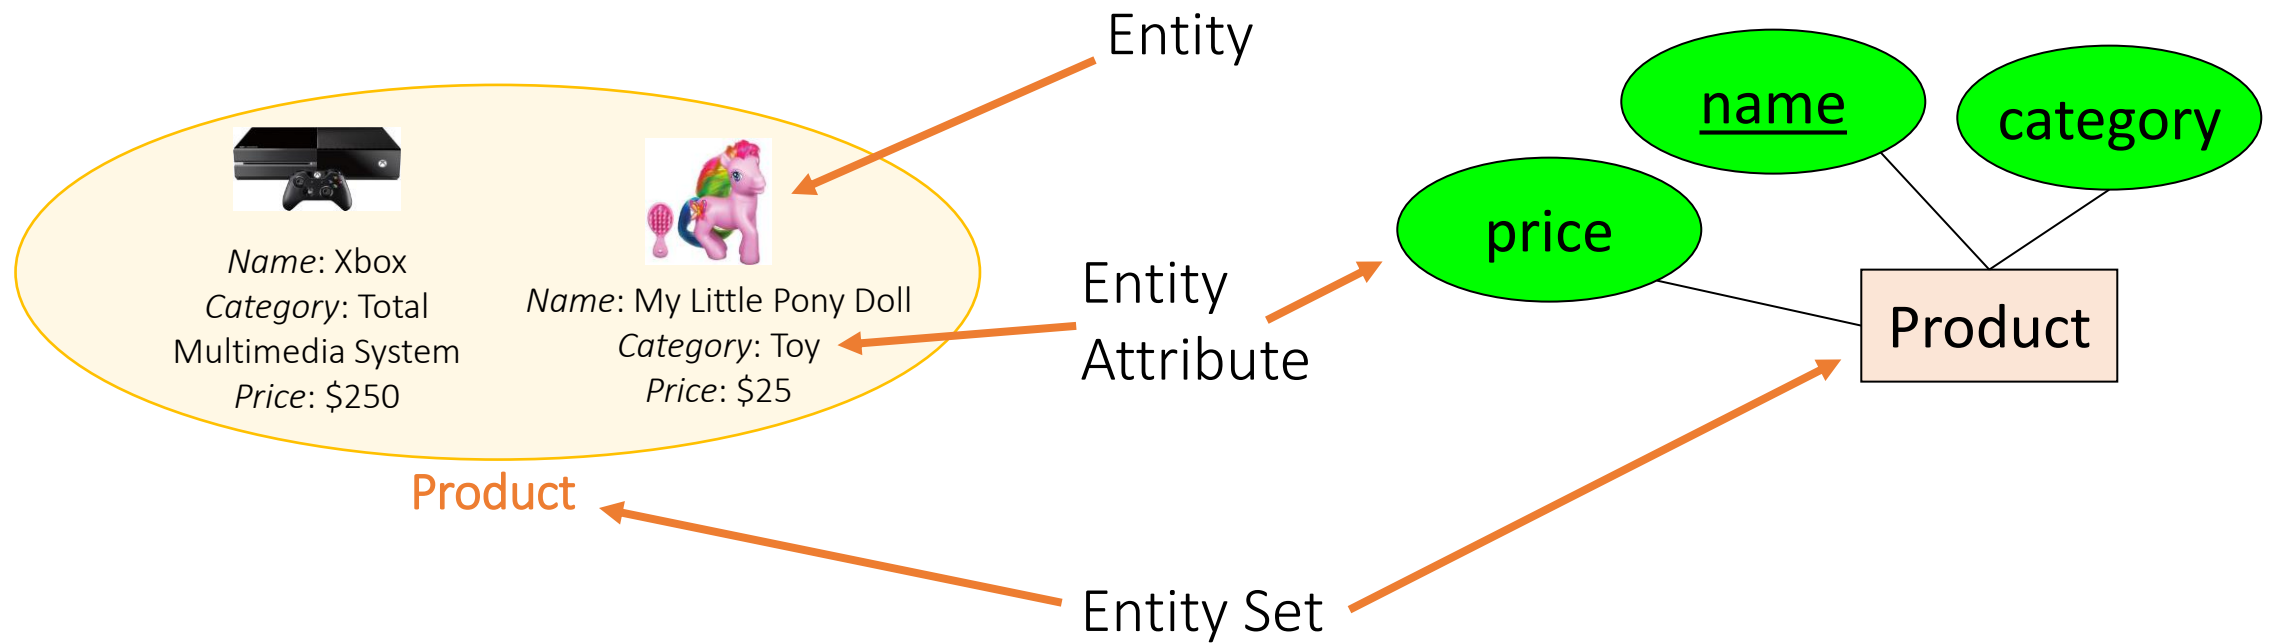 Entity
name
category
price
Name: Xbox
Category: Total
Multimedia System
Price: $250
Name: My Little Pony Doll
Category: Toy
Price: $25
Entity
Attribute
Product
Product
Entity Set